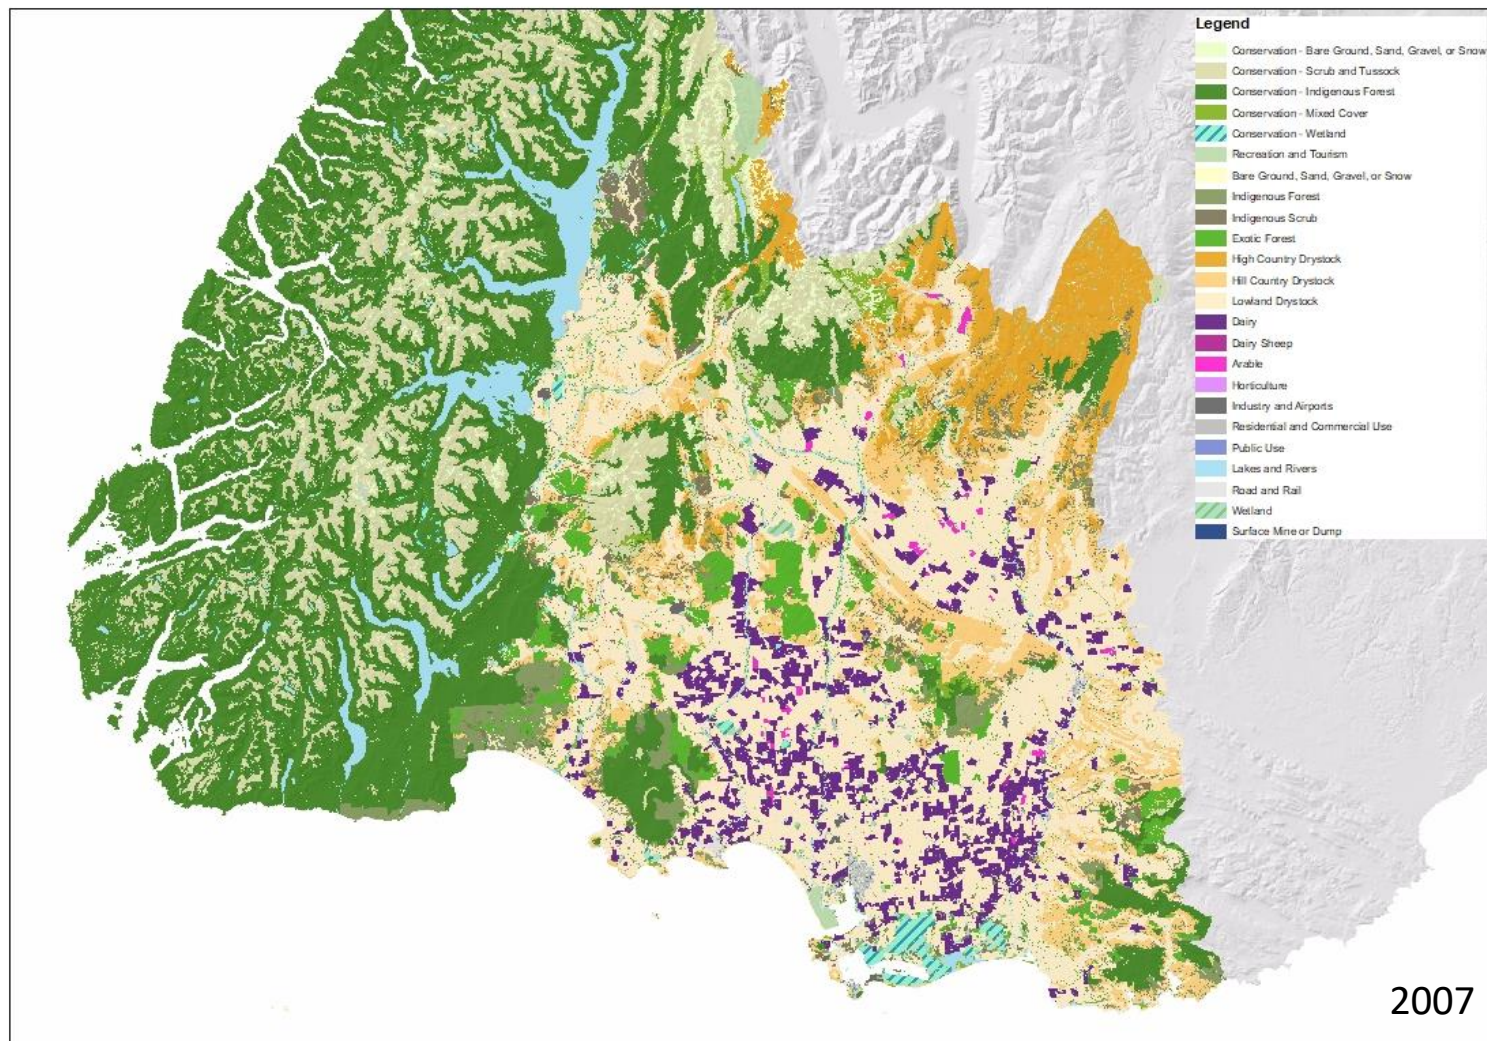 Legend
Conservation - Bare Ground, Sand, Gravel, or Snow
Conservation - Scrub and Tussock
Conservation - Indigenous Forest
Conservation - Mixed Cover
Conservation - Wetland
Recreation and Tourism
Bare Ground, Sand, Gravel, or Snow
Indigenous Forest
Indigenous Scrub
Exotic Forest
High Country Drystock
Hill Country Drystock
Lowland Drystock
Dairy
Dairy Sheep
Arable
Horticulture
Industry and Airports
Residential and Commercial Use
Public Use
Lakes and Rivers
Road and Rail
Wetland
Surface Mine or Dump
2007